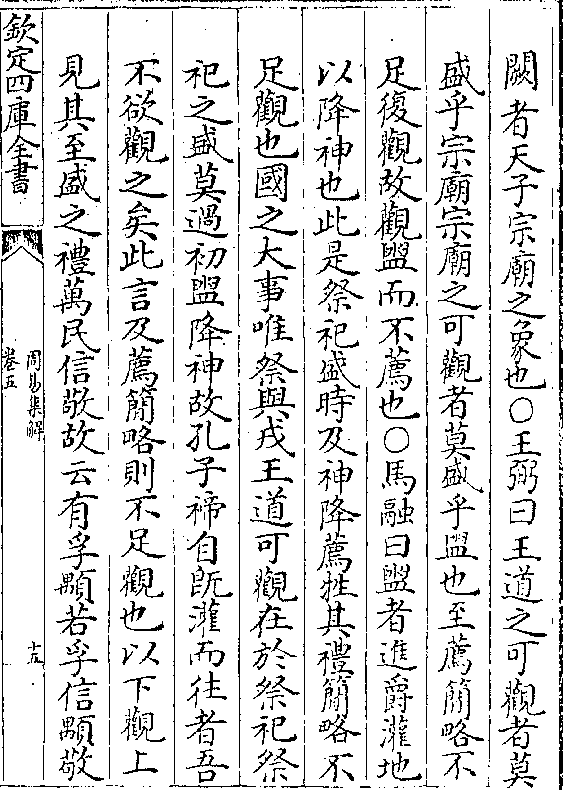 闕者天子宗廟之象也○王弼曰王道之可觀者莫
盛乎宗廟宗廟之可觀者莫盛乎盥也至薦簡略不
足復觀故觀盥而不薦也○馬融曰盥者進爵灌地
以降神也此是祭祀盛時及神降薦牲其禮簡略不
足觀也國之大事唯祭與戎王道可觀在於祭祀祭
祀之盛莫過初盥降神故孔子禘自旣灌而往者吾
不欲觀之矣此言及薦簡略則不足觀也以下觀上
見其至盛之禮萬民信敬故云有孚顒若孚信顒敬
欽定四庫全書
周易集解
卷五
十五